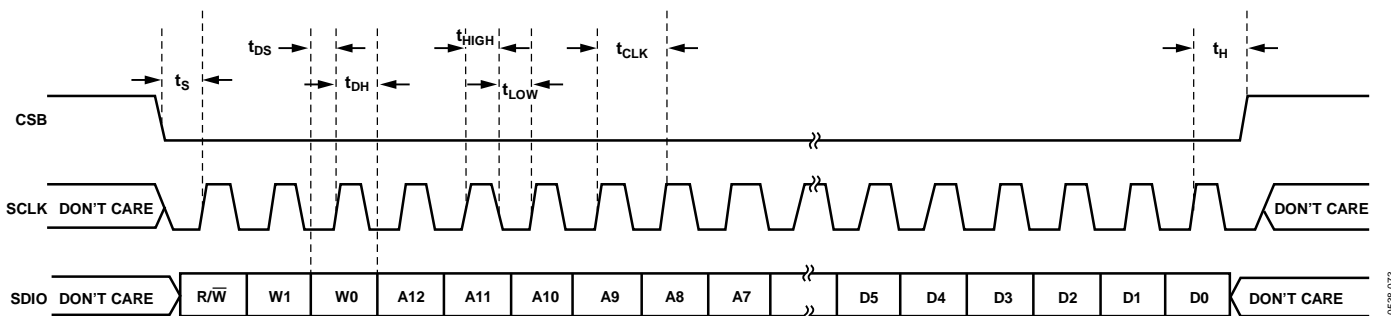 tDS
tHIGH
tCLK
tH
tS
tDH
tLOW
CSB
SCLK DON'T CARE DON'T CARE
SDIO DON'T CARE R/W̅ W1 W0 A12 A11 A10 A9 A8 A7 D5 D4 D3 D2 D1 D0 DON'T CARE